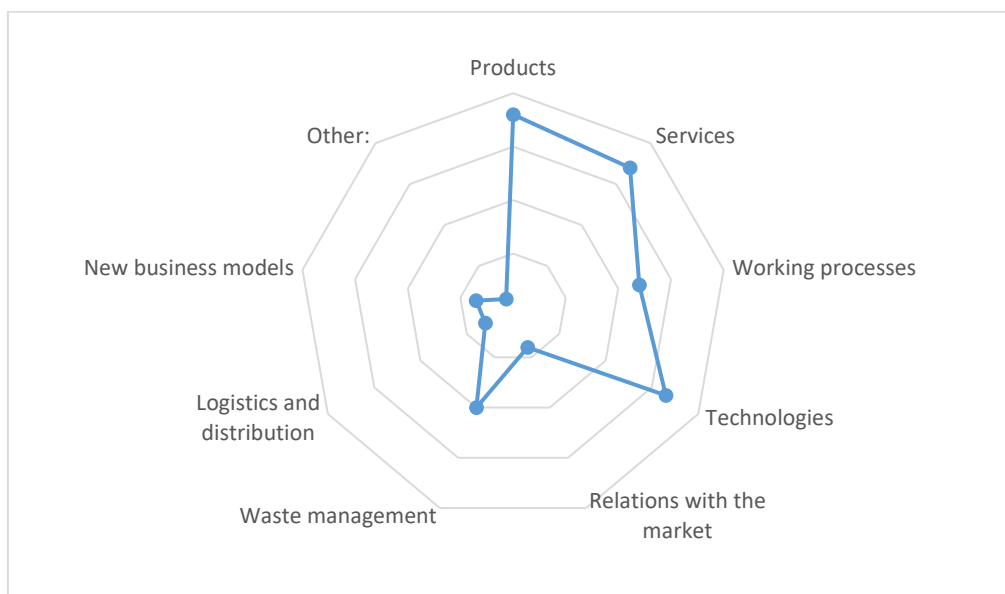 Products
Services
Working processes
Technologies
Relations with the
market
Waste management
Logistics and
distribution
New business models
Other: